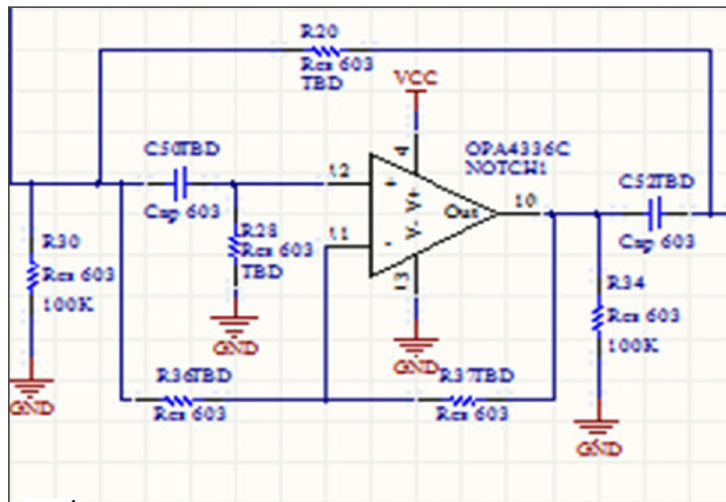 R20
Res 603
TBD
VCC
C50TBD
Cap 603
OPA4336C
NOTCH1
4
12
+
V+
Out
10
C52TBD
Cap 603
R30
Res 603
100K
R28
Res 603
TBD
11
-
V-
13
R34
Res 603
100K
GND
GND
GND
R36TBD
Res 603
R37TBD
Res 603
GND